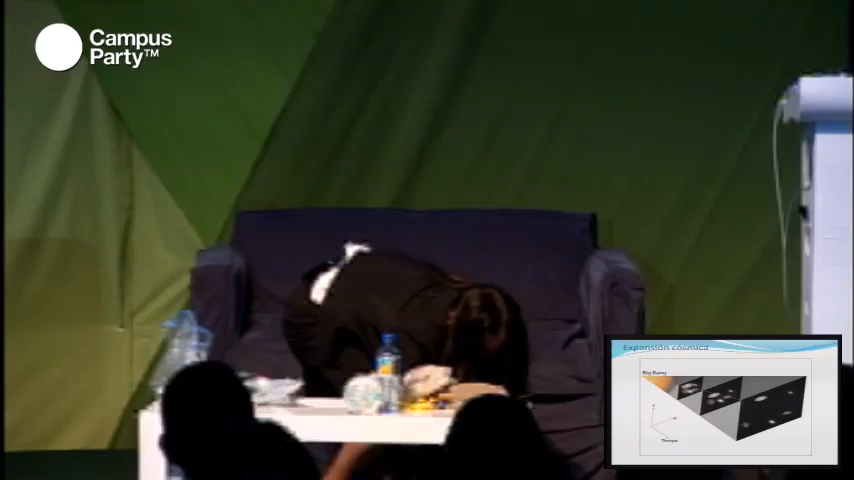 Campus
Party™
Expansión cósmica
Big Bang
Y
X
Tiempo